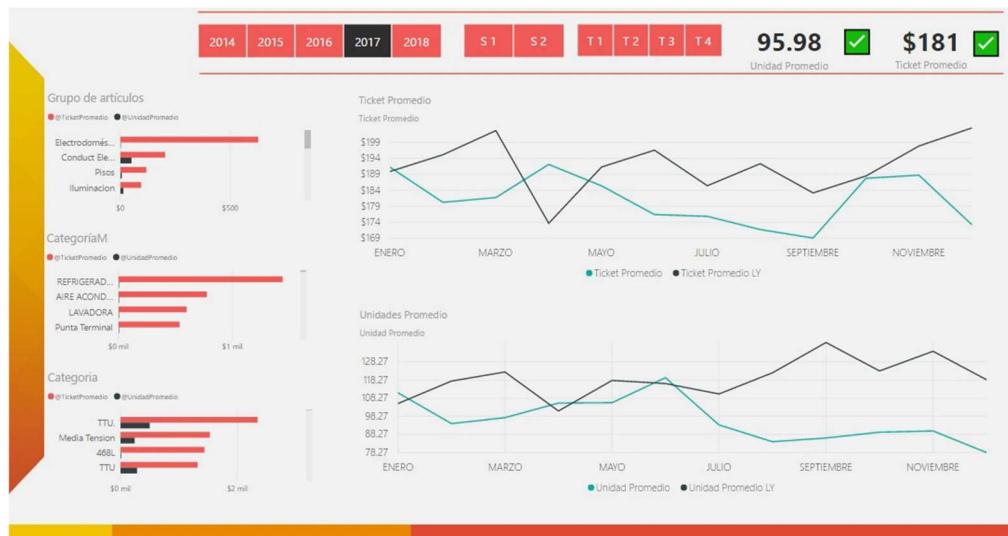 2014 2015 2016 2017 2018 S 1 S 2 T 1 T 2 T 3 T 4
95.98
Unidad Promedio
$181
Ticket Promedio
Grupo de artículos
@TicketPromedio @UnidadPromedio
Electrodomés...
Conduct Ele...
Pisos
Iluminacion
$0 $500
CategoríaM
@TicketPromedio @UnidadPromedio
REFRIGERAD...
AIRE ACOND...
LAVADORA
Punta Terminal
$0 mil $1 mil
Categoria
@TicketPromedio @UnidadPromedio
TTU.
Media Tension
468L
TTU
$0 mil $2 mil
Ticket Promedio
Ticket Promedio
$199
$194
$189
$184
$179
$174
$169
ENERO MARZO MAYO JULIO SEPTIEMBRE NOVIEMBRE
Ticket Promedio Ticket Promedio LY
Unidades Promedio
Unidad Promedio
128.27
118.27
108.27
98.27
88.27
78.27
ENERO MARZO MAYO JULIO SEPTIEMBRE NOVIEMBRE
Unidad Promedio Unidad Promedio LY